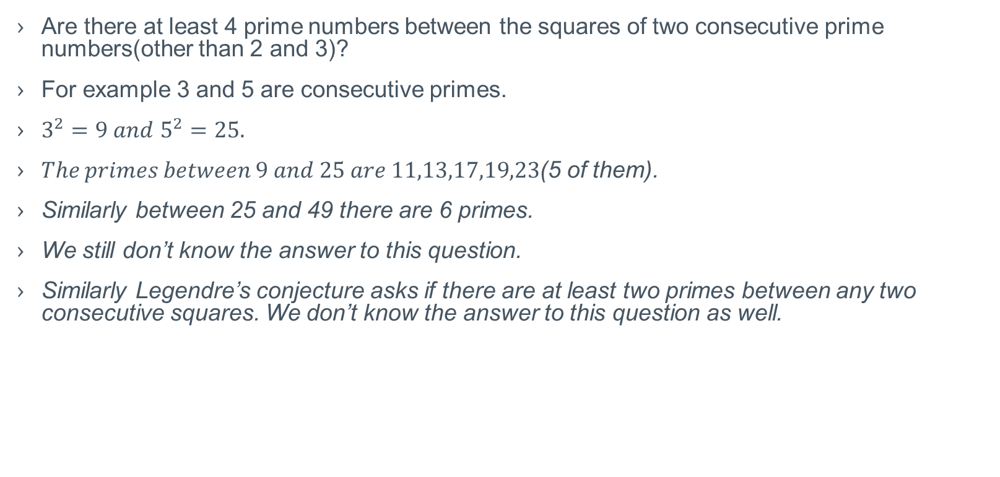 › Are there at least 4 prime numbers between the squares of two consecutive prime
numbers(other than 2 and 3)?
› For example 3 and 5 are consecutive primes.
› 3² = 9 and 5² = 25.
› The primes between 9 and 25 are 11,13,17,19,23(5 of them).
› Similarly between 25 and 49 there are 6 primes.
› We still don’t know the answer to this question.
› Similarly Legendre’s conjecture asks if there are at least two primes between any two
consecutive squares. We don’t know the answer to this question as well.